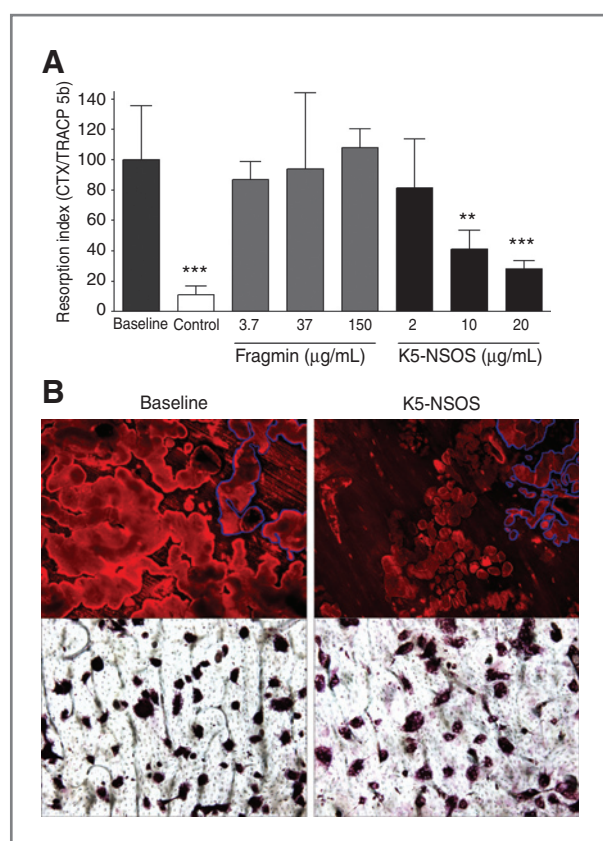 A
Resorption index (CTX/TRACP 5b)
140
120
100
80
60
40
20
0
***
**
***
Baseline Control 3.7 37 150 2 10 20
Fragmin (μg/mL) K5-NSOS (μg/mL)
B
Baseline K5-NSOS